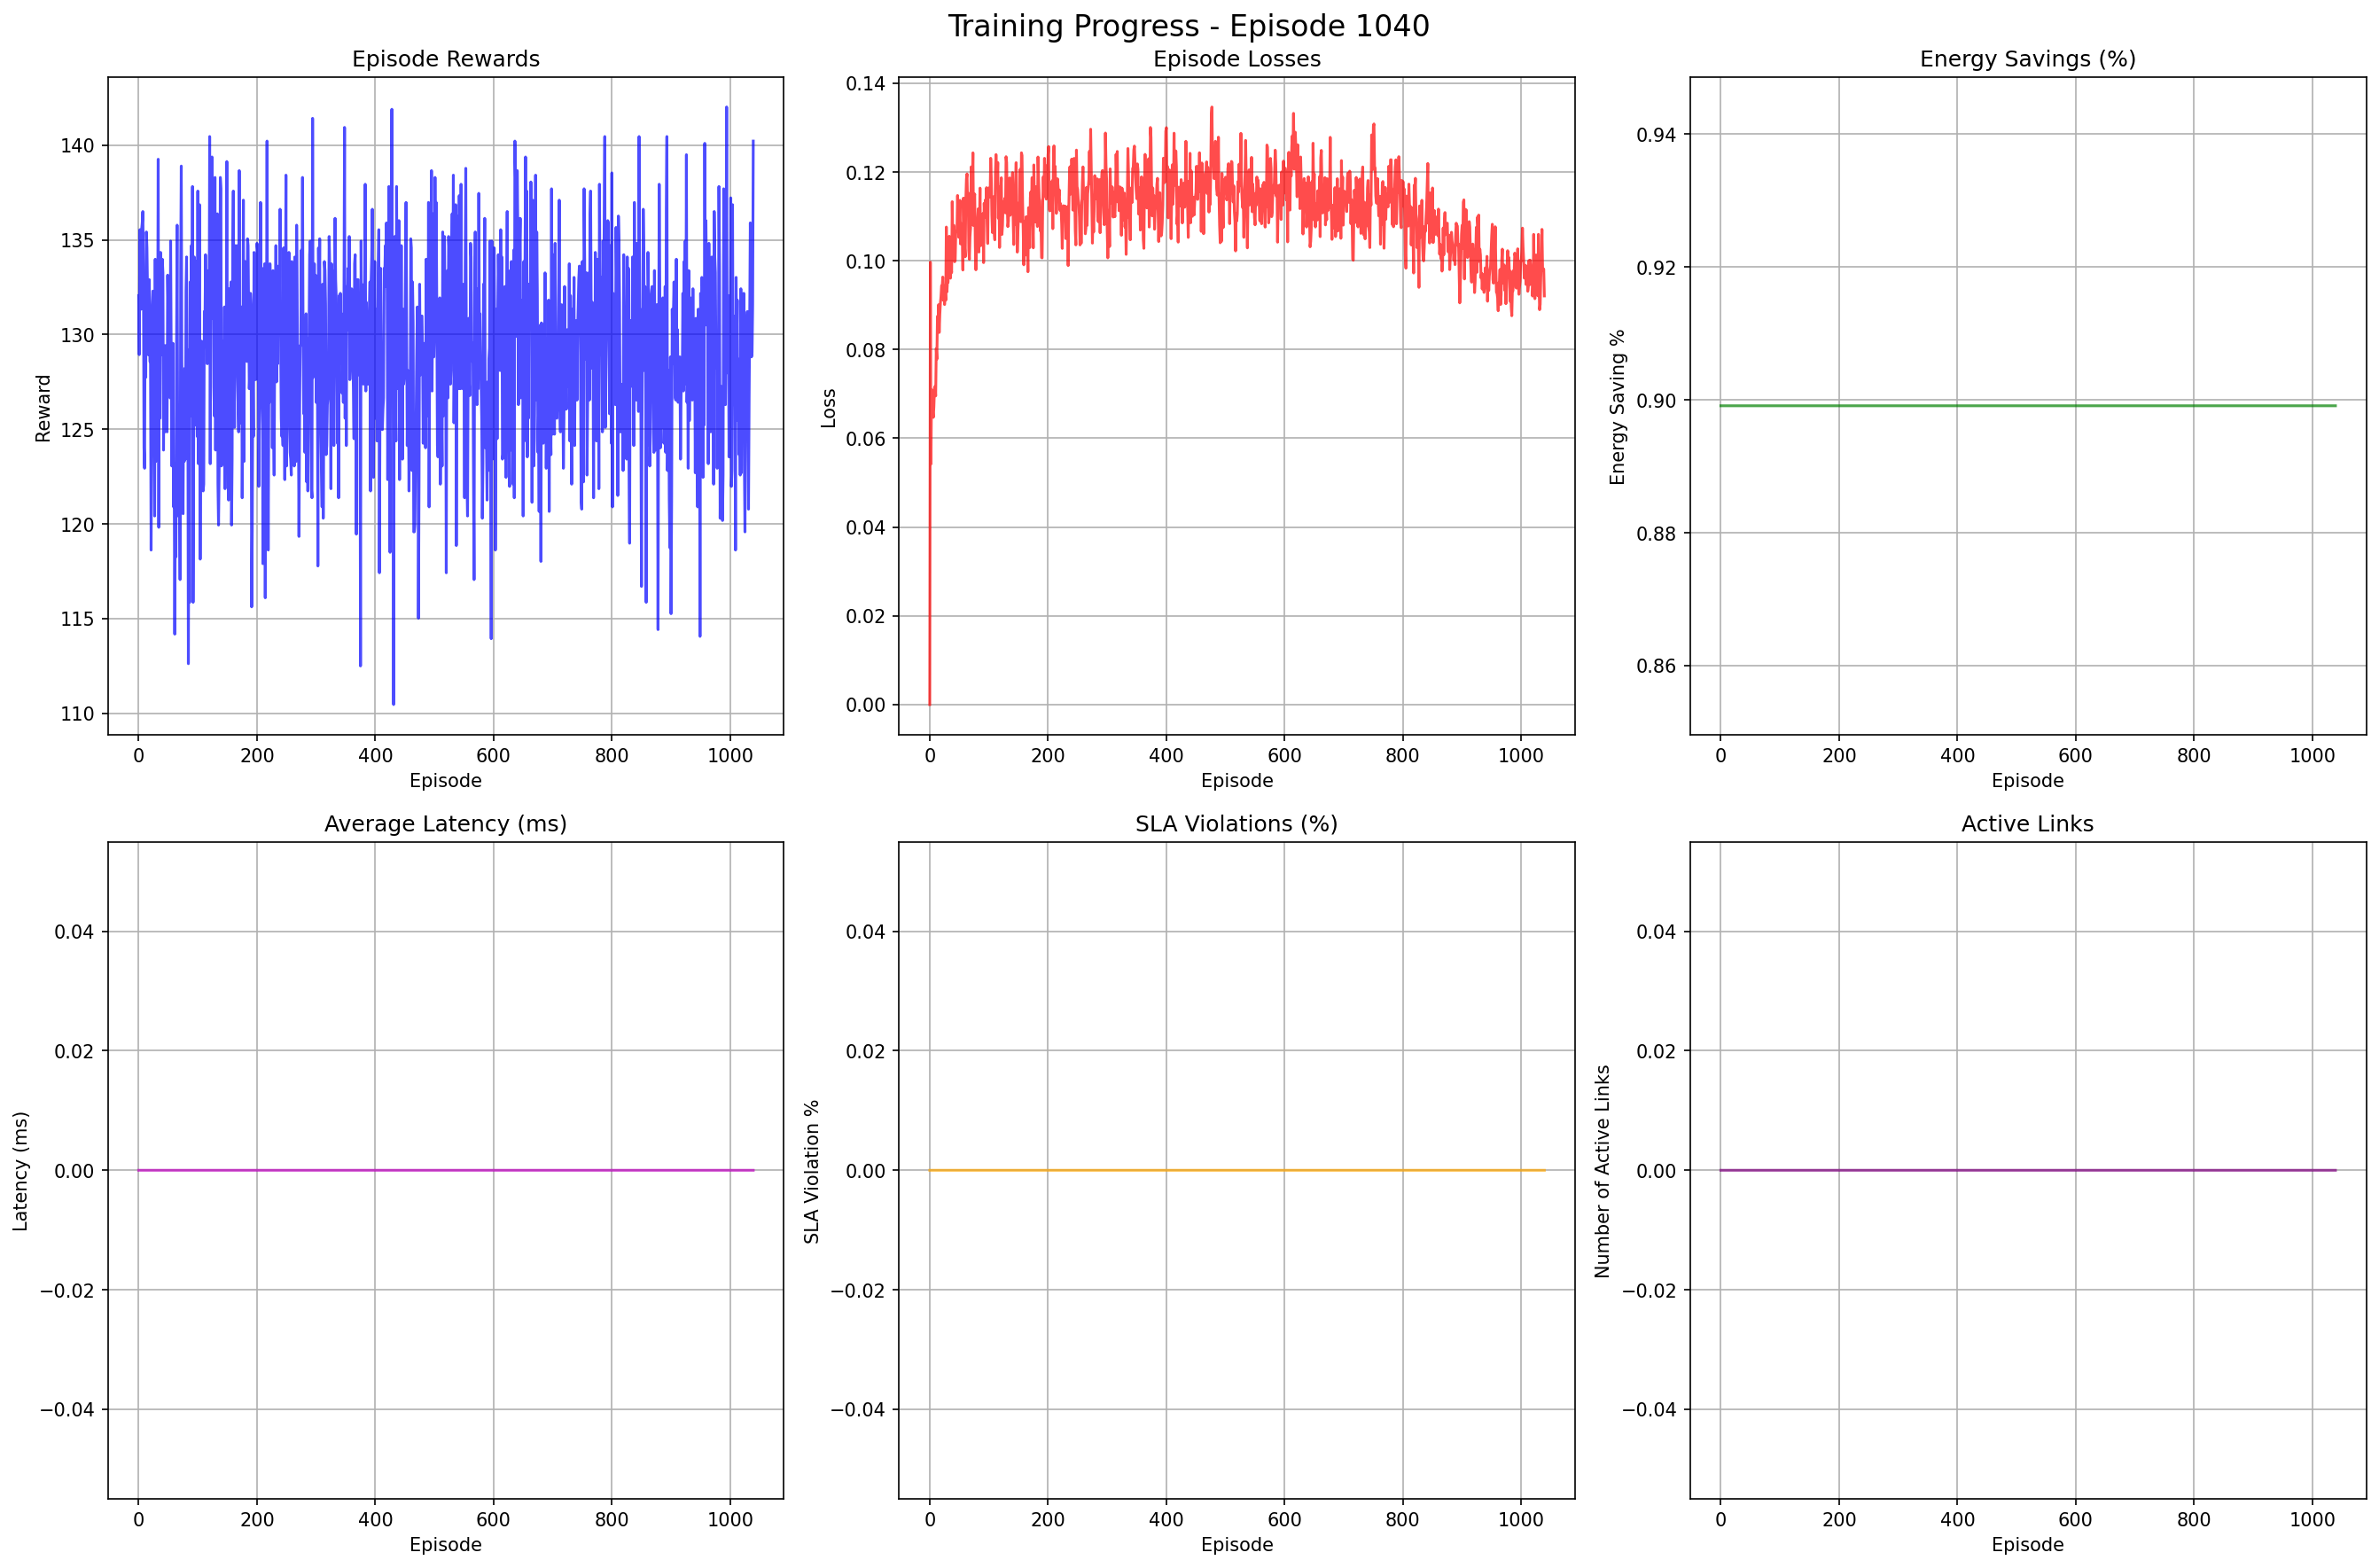 Training Progress - Episode 1040
Episode Rewards
Reward
140
135
130
125
120
115
110
0 200 400 600 800 1000
Episode
Episode Losses
Loss
0.14
0.12
0.10
0.08
0.06
0.04
0.02
0.00
0 200 400 600 800 1000
Episode
Energy Savings (%)
Energy Saving %
0.94
0.92
0.90
0.88
0.86
0 200 400 600 800 1000
Episode
Average Latency (ms)
Latency (ms)
0.04
0.02
0.00
−0.02
−0.04
0 200 400 600 800 1000
Episode
SLA Violations (%)
SLA Violation %
0.04
0.02
0.00
−0.02
−0.04
0 200 400 600 800 1000
Episode
Active Links
Number of Active Links
0.04
0.02
0.00
−0.02
−0.04
0 200 400 600 800 1000
Episode